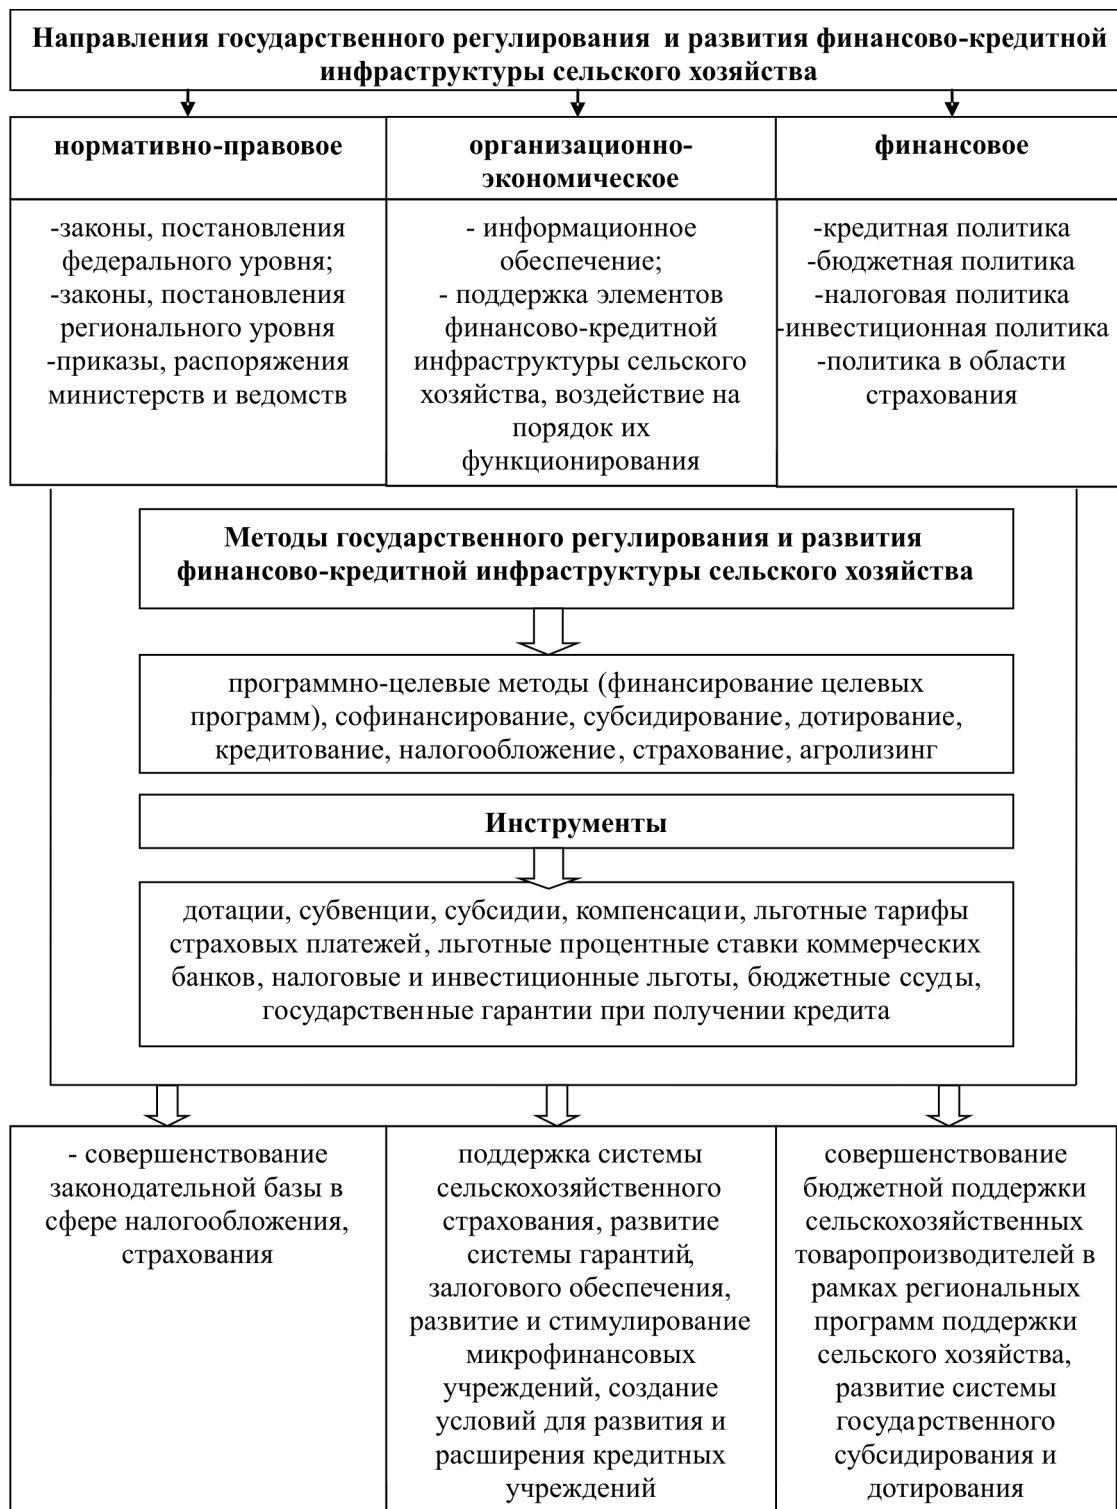 Направления государственного регулирования и развития финансово-кредитной
инфраструктуры сельского хозяйства
нормативно-правовое
организационно-
экономическое
финансовое
-законы, постановления
федерального уровня;
-законы, постановления
регионального уровня
-приказы, распоряжения
министерств и ведомств
- информационное
обеспечение;
- поддержка элементов
финансово-кредитной
инфраструктуры сельского
хозяйства, воздействие на
порядок их
функционирования
-кредитная политика
-бюджетная политика
-налоговая политика
-инвестиционная политика
-политика в области
страхования
Методы государственного регулирования и развития
финансово-кредитной инфраструктуры сельского хозяйства
программно-целевые методы (финансирование целевых
программ), софинансирование, субсидирование, дотирование,
кредитование, налогообложение, страхование, агролизинг
Инструменты
дотации, субвенции, субсидии, компенсации, льготные тарифы
страховых платежей, льготные процентные ставки коммерческих
банков, налоговые и инвестиционные льготы, бюджетные ссуды,
государственные гарантии при получении кредита
- совершенствование
законодательной базы в
сфере налогообложения,
страхования
поддержка системы
сельскохозяйственного
страхования, развитие
системы гарантий,
залогового обеспечения,
развитие и стимулирование
микрофинансовых
учреждений, создание
условий для развития и
расширения кредитных
учреждений
совершенствование
бюджетной поддержки
сельскохозяйственных
товаропроизводителей в
рамках региональных
программ поддержки
сельского хозяйства,
развитие системы
государственного
субсидирования и
дотирования